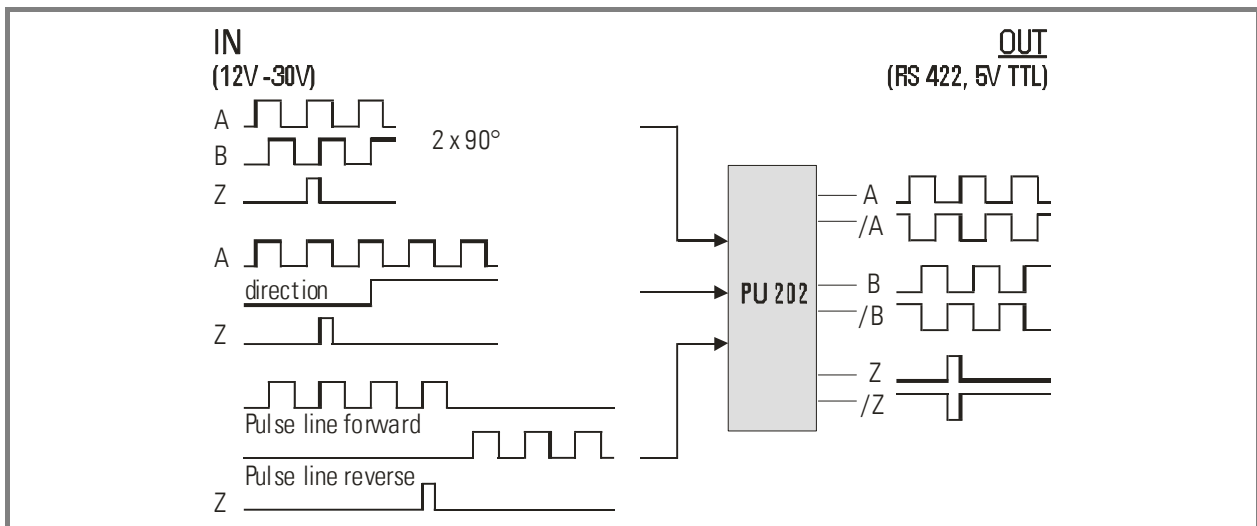 IN
(12V -30V)
A
B
2 x 90°
Z
A
direction
Z
Pulse line forward
Pulse line reverse
Z
PU 202
OUT
(RS 422, 5V TTL)
A
/A
B
/B
Z
/Z